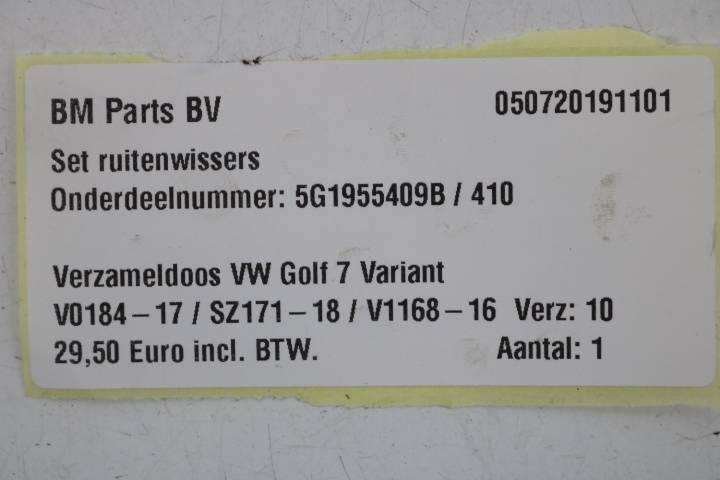 BM Parts BV 050720191101
Set ruitenwissers
Onderdeelnummer: 5G1955409B / 410
Verzameldoos VW Golf 7 Variant
V0184-17 / SZ171-18 / V1168-16 Verz: 10
29,50 Euro incl. BTW. Aantal: 1